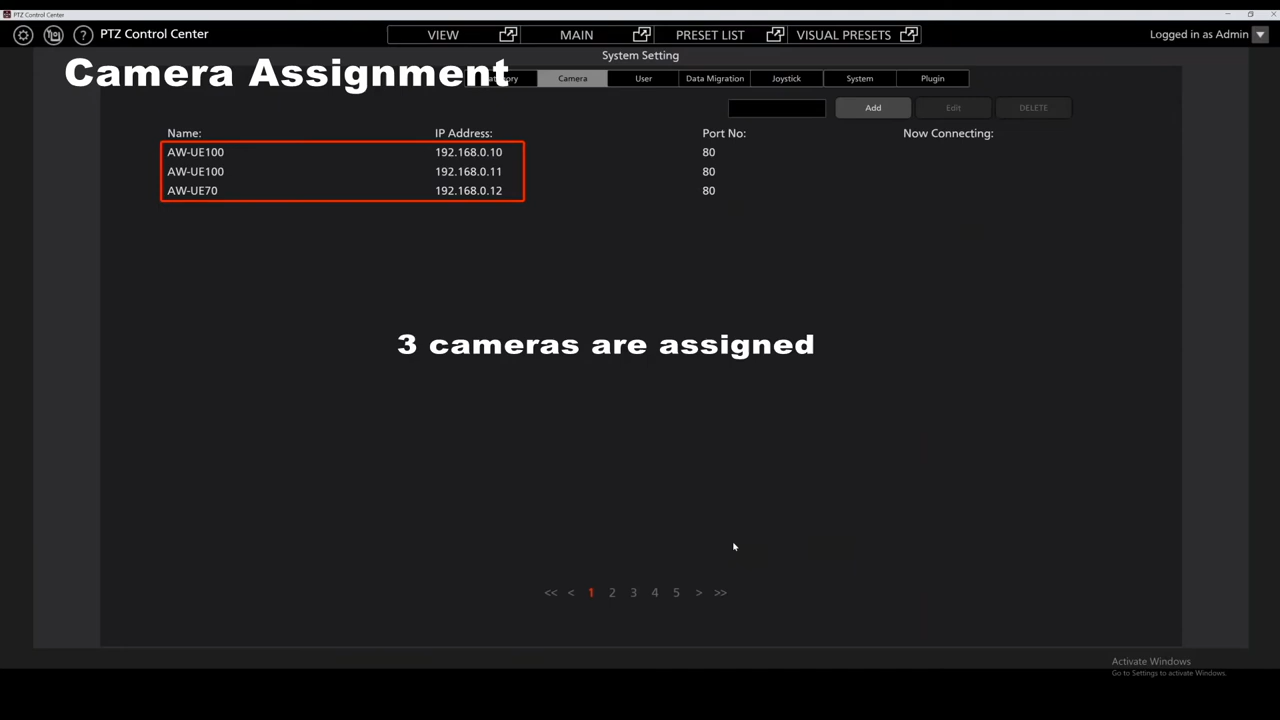 PTZ Control Center
PTZ Control Center
VIEW
MAIN
PRESET LIST
VISUAL PRESETS
Logged in as Admin
System Setting
Camera Assignment
Camera
User
Data Migration
Joystick
System
Plugin
Add
Edit
DELETE
Name:
IP Address:
Port No:
Now Connecting:
AW-UE100
192.168.0.10
80
AW-UE100
192.168.0.11
80
AW-UE70
192.168.0.12
80
3 cameras are assigned
<< < 1 2 3 4 5 > >>
Activate Windows
Go to Settings to activate Windows.